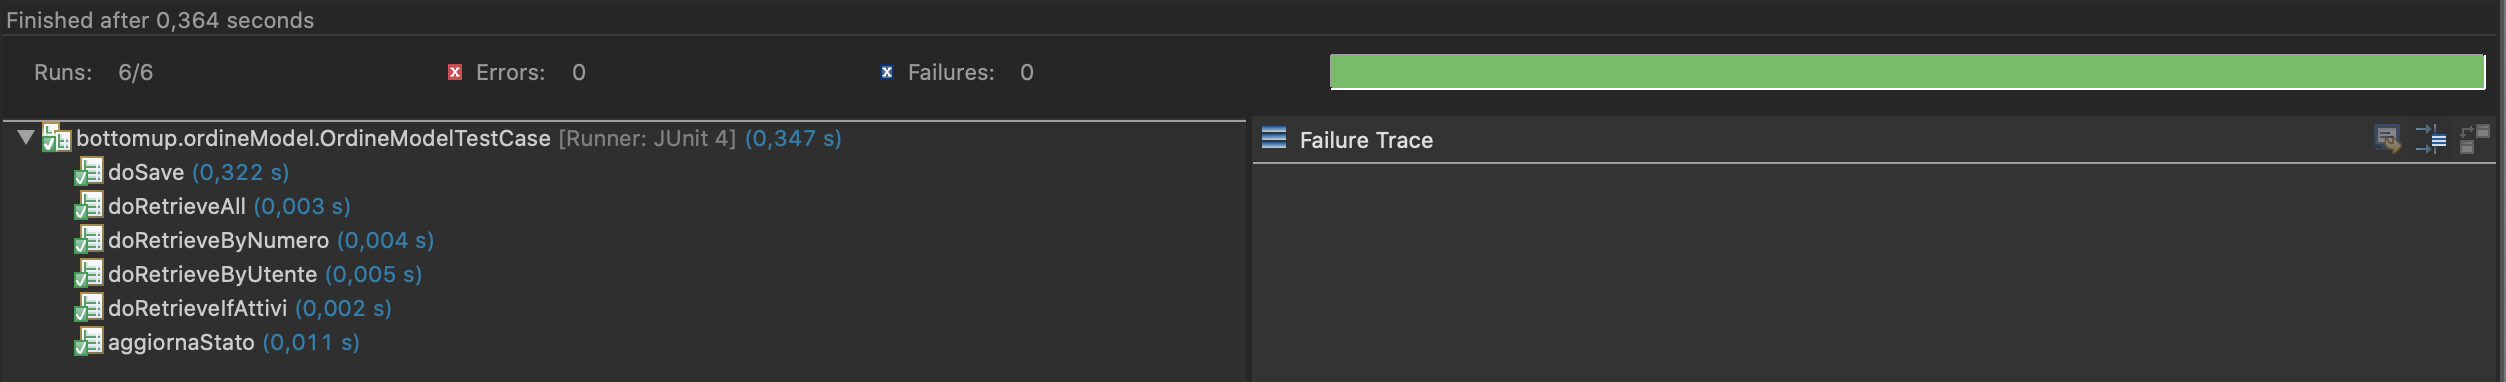 Finished after 0,364 seconds
Runs: 6/6 Errors: 0 Failures: 0
bottomup.ordineModel.OrdineModelTestCase [Runner: JUnit 4] (0,347 s)
Failure Trace
doSave (0,322 s)
doRetrieveAll (0,003 s)
doRetrieveByNumero (0,004 s)
doRetrieveByUtente (0,005 s)
doRetrieveIfAttivi (0,002 s)
aggiornaStato (0,011 s)